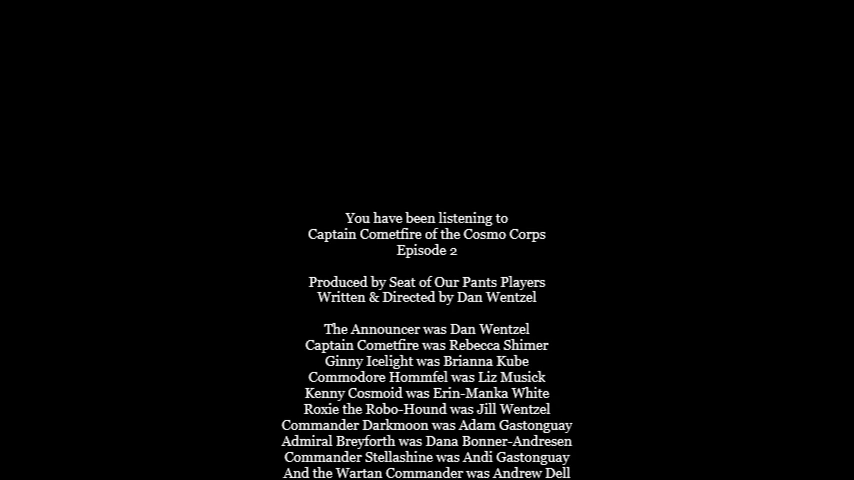 You have been listening to
Captain Cometfire of the Cosmo Corps
Episode 2
Produced by Seat of Our Pants Players
Written & Directed by Dan Wentzel
The Announcer was Dan Wentzel
Captain Cometfire was Rebecca Shimer
Ginny Icelight was Brianna Kube
Commodore Hommfel was Liz Musick
Kenny Cosmoid was Erin-Manka White
Roxie the Robo-Hound was Jill Wentzel
Commander Darkmoon was Adam Gastonguay
Admiral Breyforth was Dana Bonner-Andresen
Commander Stellashine was Andi Gastonguay
And the Wartan Commander was Andrew Dell